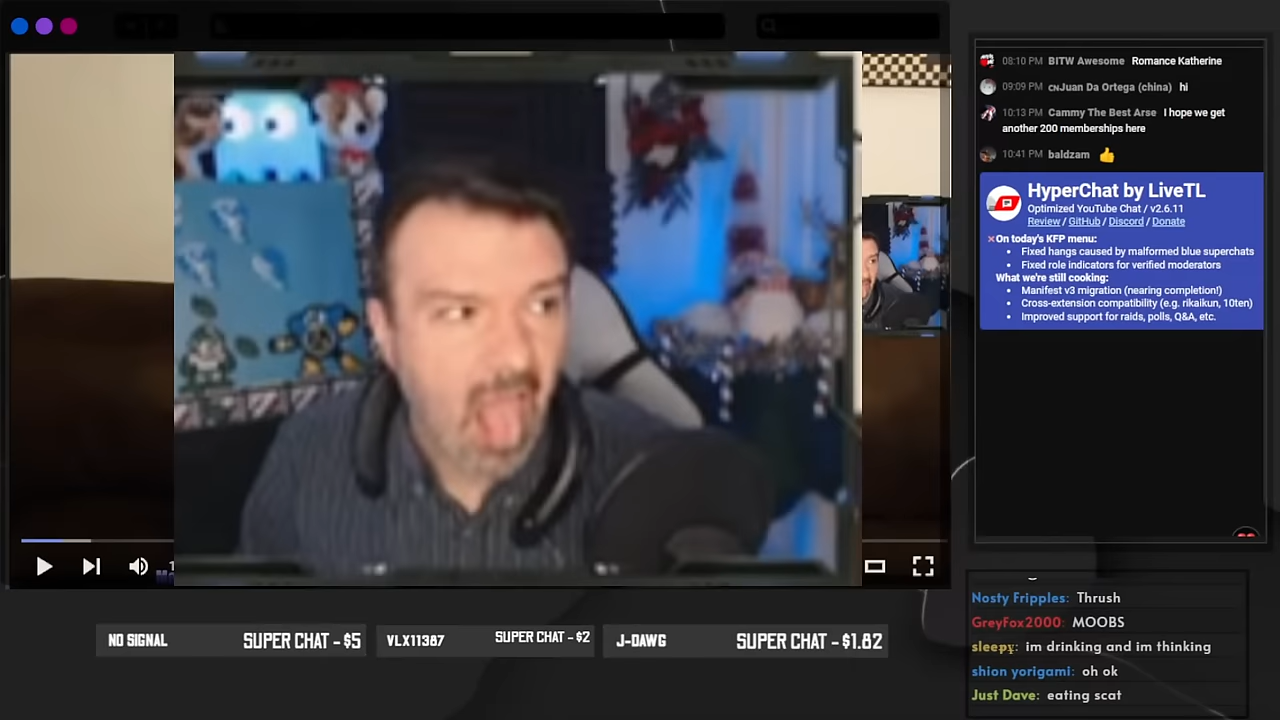 08:10 PM BITW Awesome Romance Katherine
09:09 PM CNJuan Da Ortega (china) hi
10:13 PM Cammy The Best Arse I hope we get
another 200 memberships here
10:41 PM baldzam 👍
HyperChat by LiveTL
Optimized YouTube Chat / v2.6.11
Review / GitHub / Discord / Donate
×On today's KFP menu:
• Fixed hangs caused by malformed blue superchats
• Fixed role indicators for verified moderators
What we're still cooking:
• Manifest v3 migration (nearing completion!)
• Cross-extension compatibility (e.g. rikaikun, 10ten)
• Improved support for raids, polls, Q&A, etc.
NO SIGNAL SUPER CHAT - $5
VLX11387 SUPER CHAT - $2
J-DAWG SUPER CHAT - $1.82
Nosty Fripples: Thrush
GreyFox2000: MOOBS
sleepy: im drinking and im thinking
shion yorigami: oh ok
Just Dave: eating scat